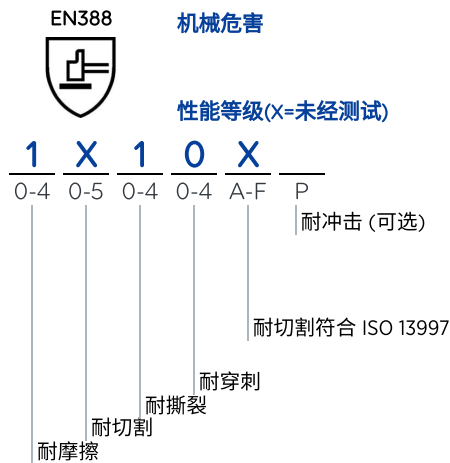 EN388
机械危害
性能等级(X=未经测试)
1 X 1 0 X
0-4 0-5 0-4 0-4 A-F P
耐冲击 (可选)
耐切割符合 ISO 13997
耐穿刺
耐撕裂
耐切割
耐摩擦